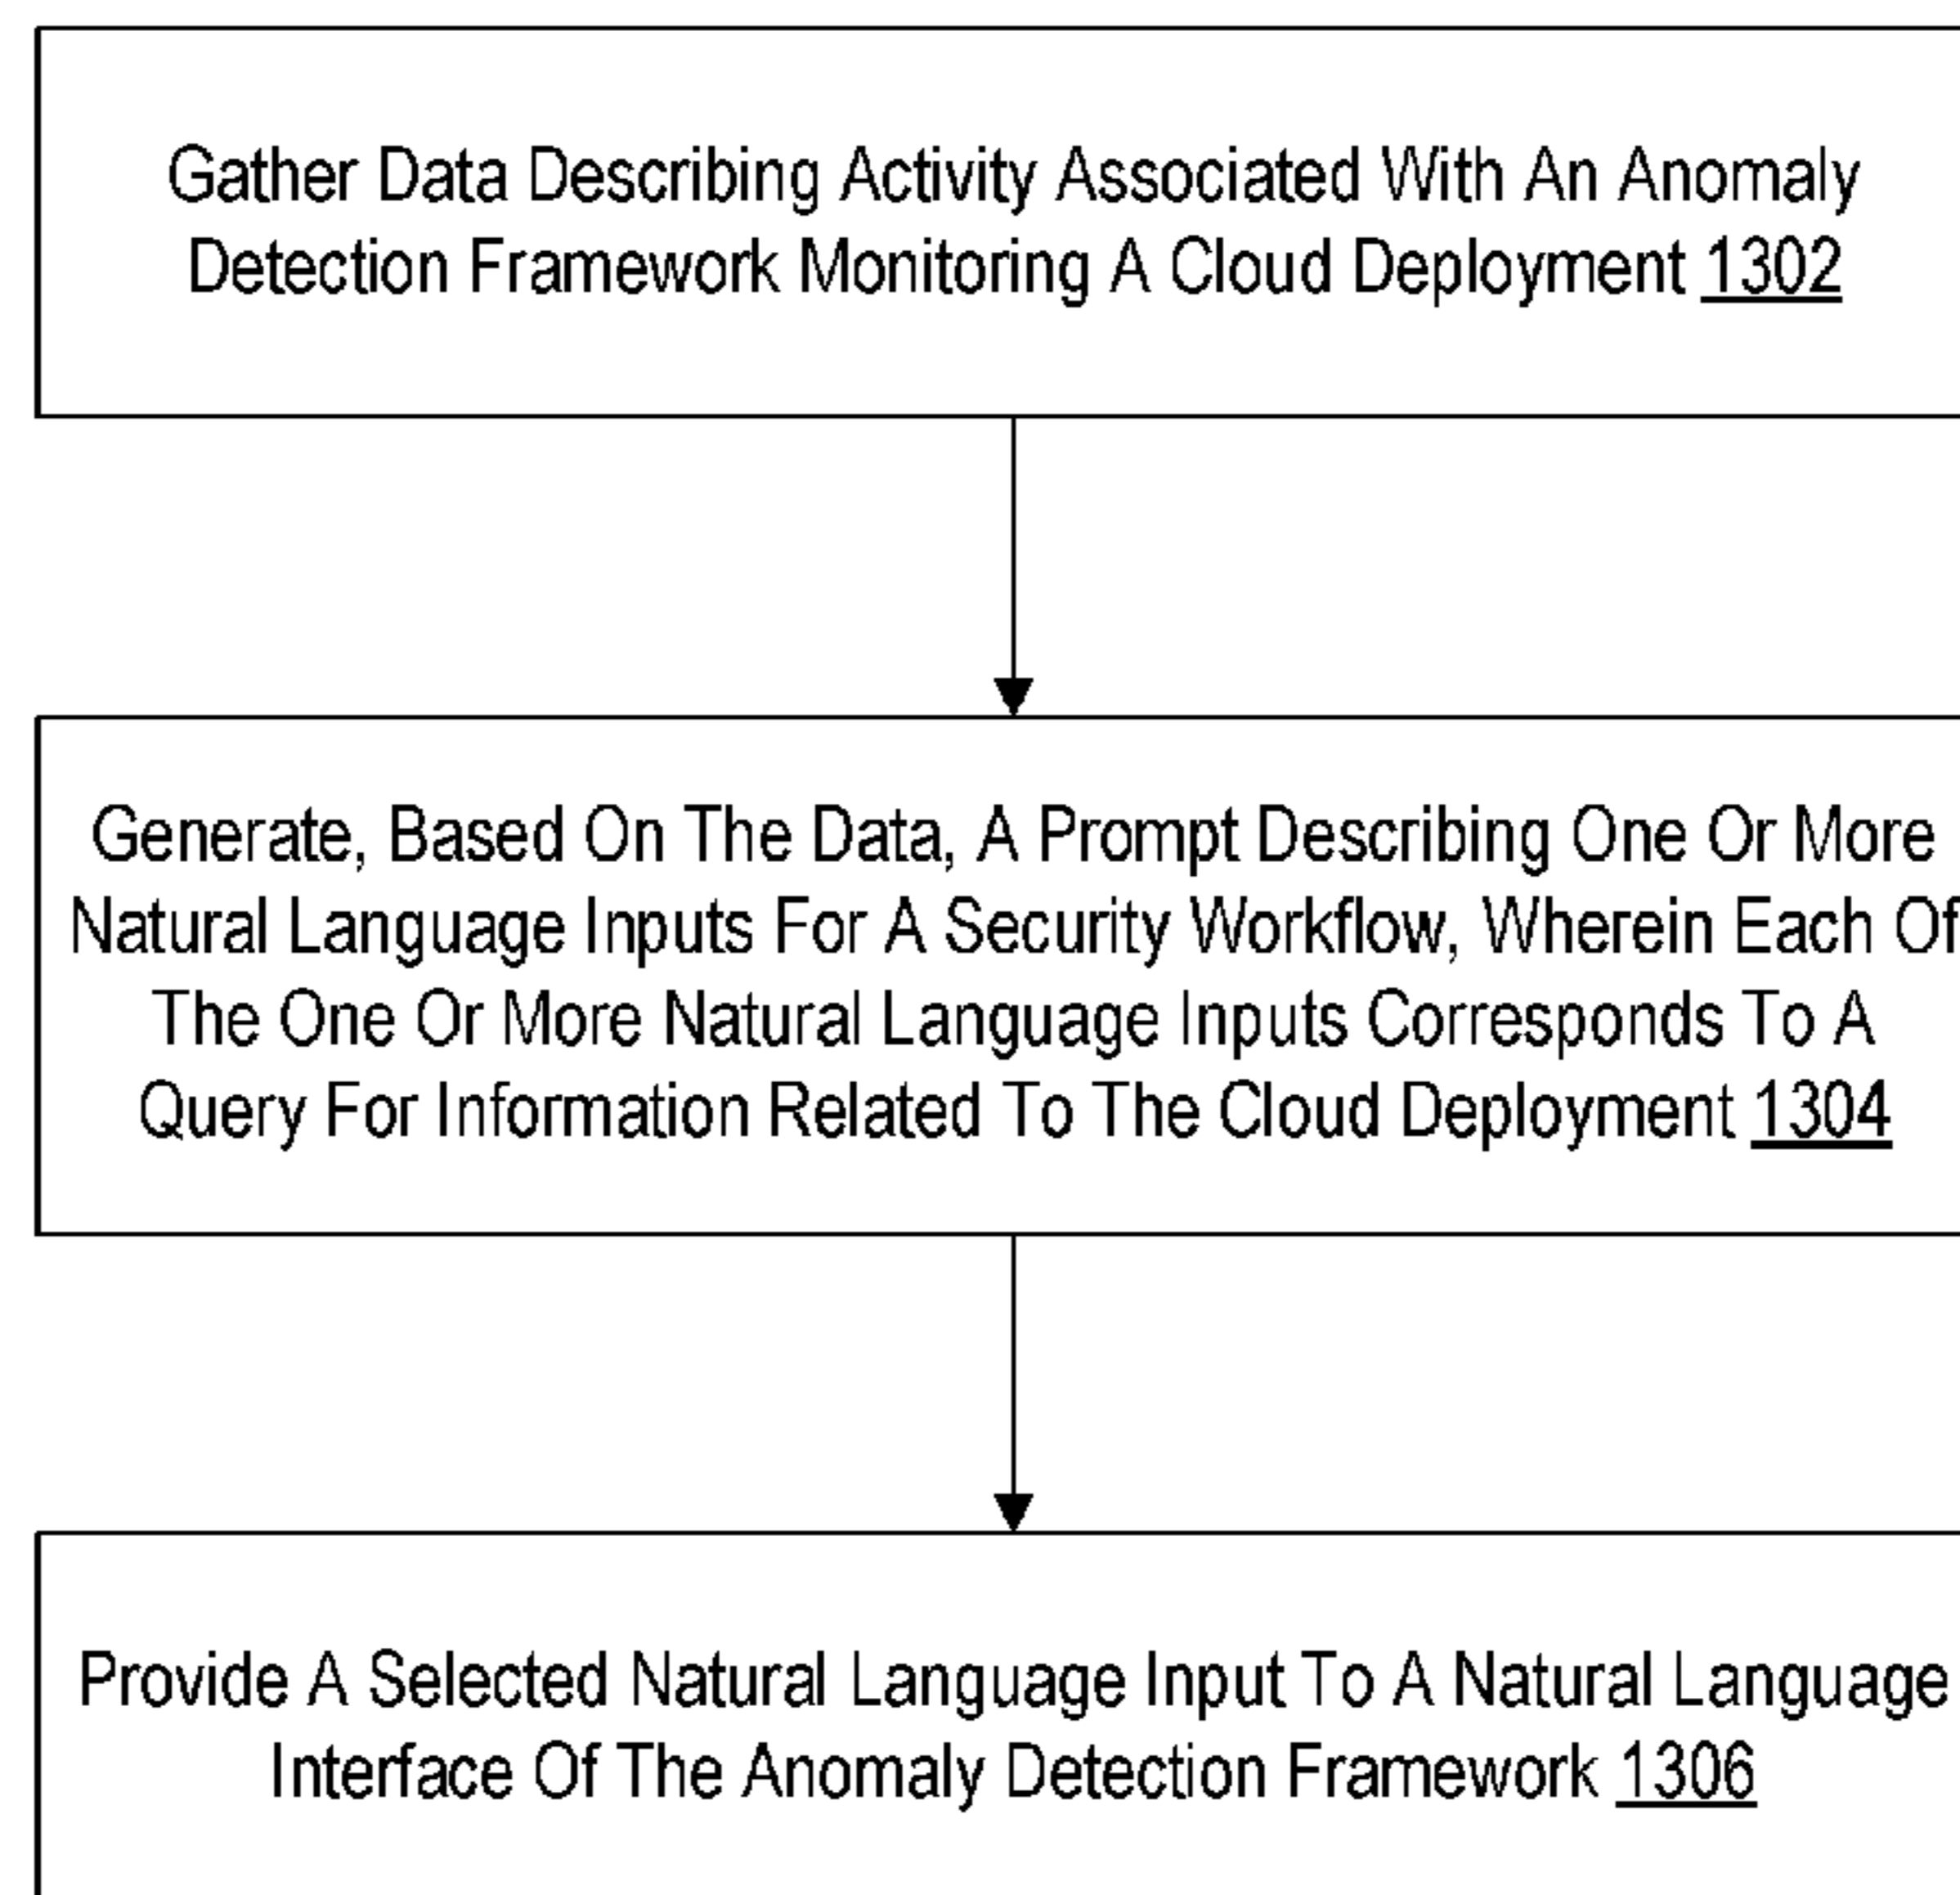 Gather Data Describing Activity Associated With An Anomaly
Detection Framework Monitoring A Cloud Deployment 1302
Generate, Based On The Data, A Prompt Describing One Or More
Natural Language Inputs For A Security Workflow, Wherein Each Of
The One Or More Natural Language Inputs Corresponds To A
Query For Information Related To The Cloud Deployment 1304
Provide A Selected Natural Language Input To A Natural Language
Interface Of The Anomaly Detection Framework 1306